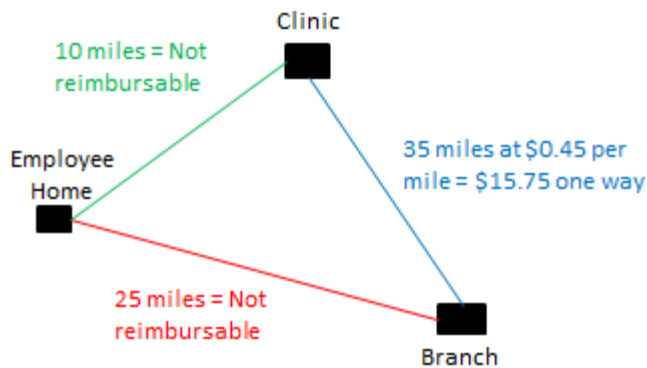 Clinic
10 miles = Not
reimbursable
Employee
Home
35 miles at $0.45 per
mile = $15.75 one way
25 miles = Not
reimbursable
Branch